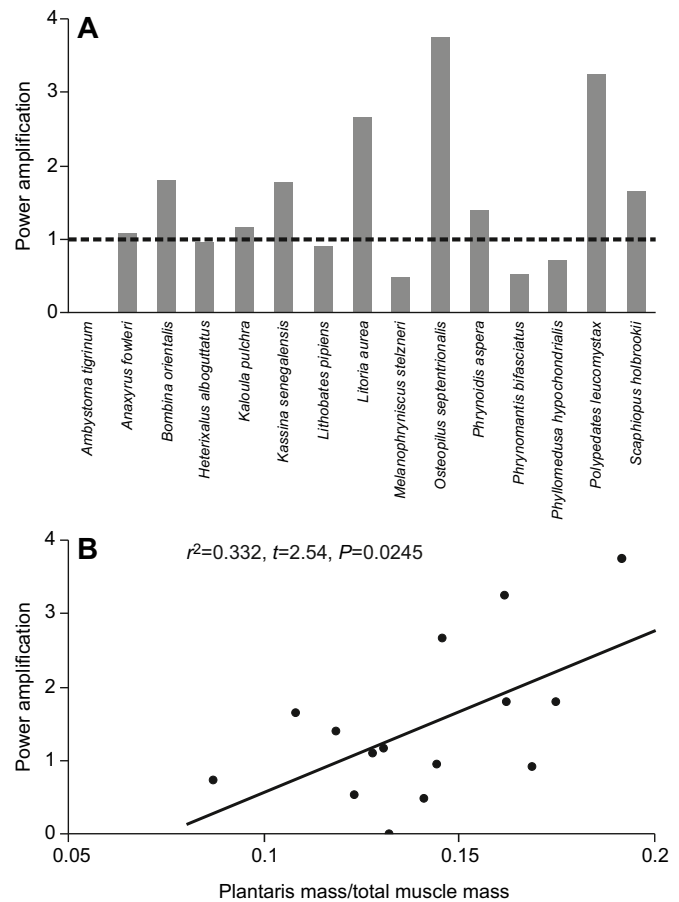 A
Power amplification
4
3
2
1
0
Ambystoma tigrinum
Anaxyrus fowleri
Bombina orientalis
Heterixalus alboguttatus
Kaloula pulchra
Kassina senegalensis
Lithobates pipiens
Litoria aurea
Melanophryniscus stelzneri
Osteopilus septentrionalis
Phrynoidis aspera
Phrynomantis bifasciatus
Phyllomedusa hypochondrialis
Polypedates leucomystax
Scaphiopus holbrookii
B
r²=0.332, t=2.54, P=0.0245
Power amplification
4
3
2
1
0
0.05
0.1
0.15
0.2
Plantaris mass/total muscle mass